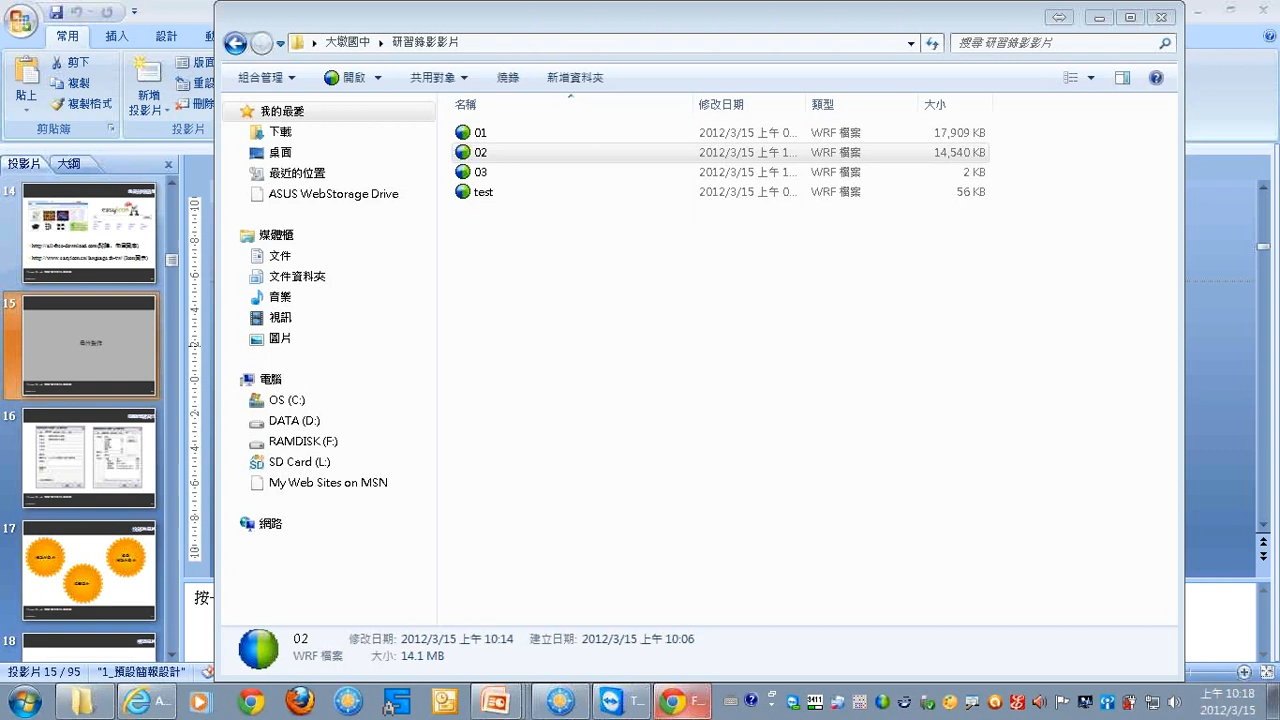 常用
插入
設計
剪下
複製
貼上
複製格式
剪貼簿
新增
投影片
刪除
投影片
投影片
大綱
14
15
16
17
18
投影片 15 / 95
"1_預設簡報設計"
大墩國中
研習錄影影片
搜尋 研習錄影影片
組合管理
開啟
共用對象
燒錄
新增資料夾
我的最愛
下載
桌面
最近的位置
ASUS WebStorage Drive
媒體櫃
文件
文件資料夾
音樂
視訊
圖片
電腦
OS (C:)
DATA (D:)
RAMDISK (F:)
SD Card (L:)
My Web Sites on MSN
網路
名稱
修改日期
類型
大小
01
2012/3/15 上午 0...
WRF 檔案
17,909 KB
02
2012/3/15 上午 1...
WRF 檔案
14,540 KB
03
2012/3/15 上午 1...
WRF 檔案
2 KB
test
2012/3/15 上午 0...
WRF 檔案
56 KB
02
修改日期: 2012/3/15 上午 10:14
建立日期: 2012/3/15 上午 10:06
WRF 檔案
大小: 14.1 MB
A...
T...
F...
上午 10:18
2012/3/15